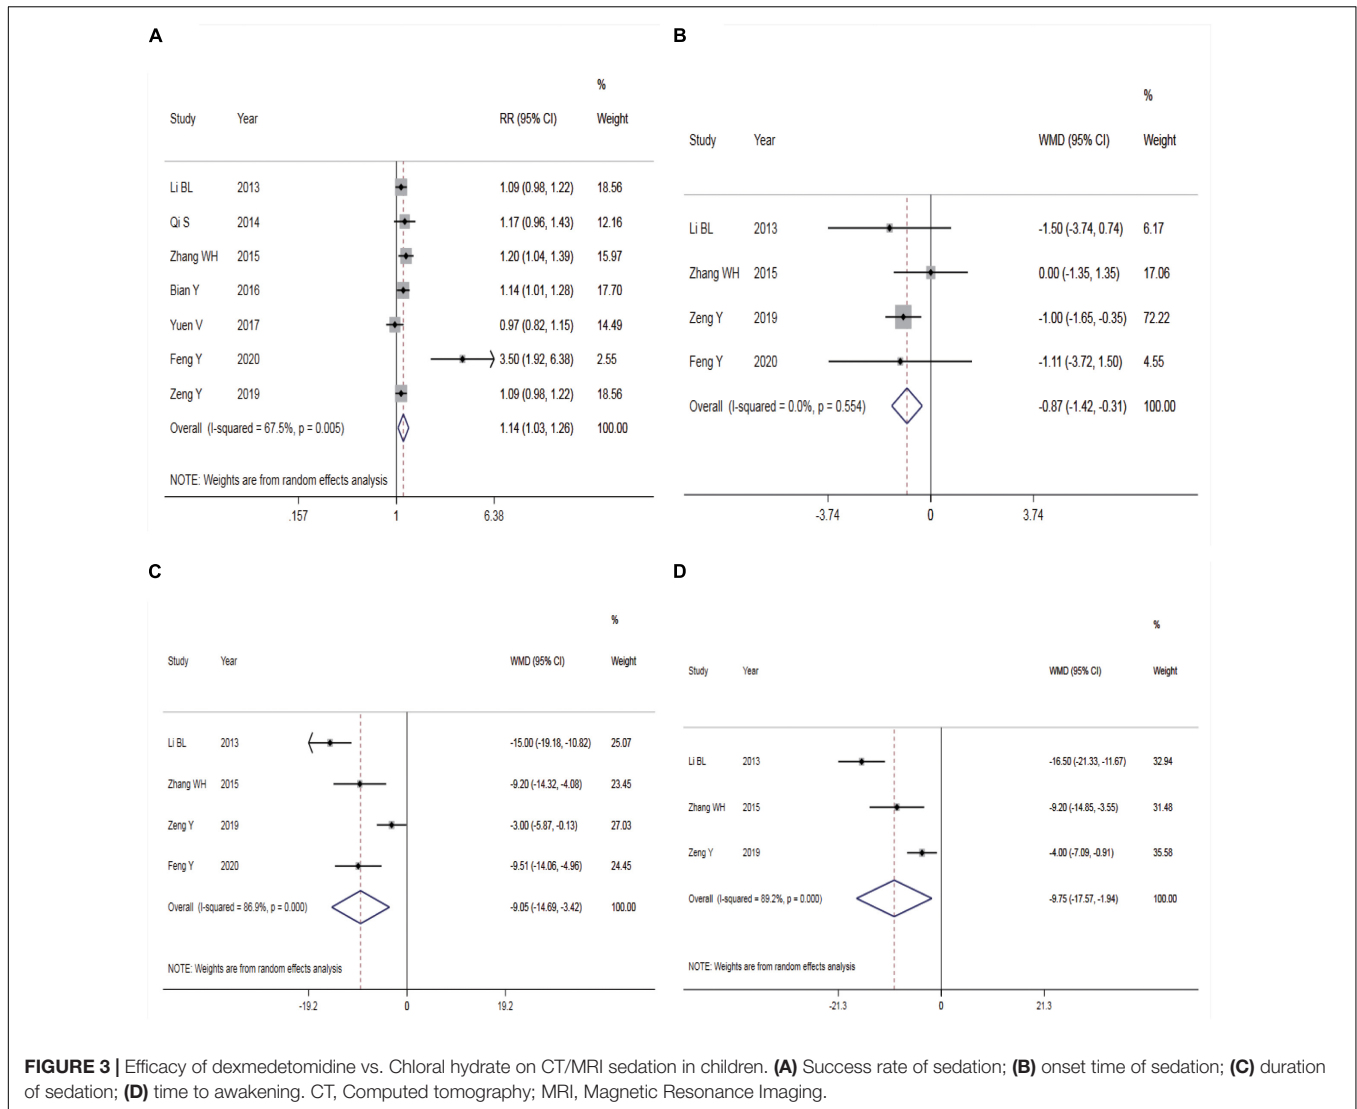 A
%
Study Year RR (95% CI) Weight
Li BL 2013 1.09 (0.98, 1.22) 18.56
Qi S 2014 1.17 (0.96, 1.43) 12.16
Zhang WH 2015 1.20 (1.04, 1.39) 15.97
Bian Y 2016 1.14 (1.01, 1.28) 17.70
Yuen V 2017 0.97 (0.82, 1.15) 14.49
Feng Y 2020 3.50 (1.92, 6.38) 2.55
Zeng Y 2019 1.09 (0.98, 1.22) 18.56
Overall (I-squared = 67.5%, p = 0.005) 1.14 (1.03, 1.26) 100.00
NOTE: Weights are from random effects analysis
.157 1 6.38
B
%
Study Year WMD (95% CI) Weight
Li BL 2013 -1.50 (-3.74, 0.74) 6.17
Zhang WH 2015 0.00 (-1.35, 1.35) 17.06
Zeng Y 2019 -1.00 (-1.65, -0.35) 72.22
Feng Y 2020 -1.11 (-3.72, 1.50) 4.55
Overall (I-squared = 0.0%, p = 0.554) -0.87 (-1.42, -0.31) 100.00
-3.74 0 3.74
C
%
Study Year WMD (95% CI) Weight
Li BL 2013 -15.00 (-19.18, -10.82) 25.07
Zhang WH 2015 -9.20 (-14.32, -4.08) 23.45
Zeng Y 2019 -3.00 (-5.87, -0.13) 27.03
Feng Y 2020 -9.51 (-14.06, -4.96) 24.45
Overall (I-squared = 86.9%, p = 0.000) -9.05 (-14.69, -3.42) 100.00
NOTE: Weights are from random effects analysis
-19.2 0 19.2
D
%
Study Year WMD (95% CI) Weight
Li BL 2013 -16.50 (-21.33, -11.67) 32.94
Zhang WH 2015 -9.20 (-14.85, -3.55) 31.48
Zeng Y 2019 -4.00 (-7.09, -0.91) 35.58
Overall (I-squared = 89.2%, p = 0.000) -9.75 (-17.57, -1.94) 100.00
NOTE: Weights are from random effects analysis
-21.3 0 21.3
FIGURE 3 | Efficacy of dexmedetomidine vs. Chloral hydrate on CT/MRI sedation in children. (A) Success rate of sedation; (B) onset time of sedation; (C) duration
of sedation; (D) time to awakening. CT, Computed tomography; MRI, Magnetic Resonance Imaging.